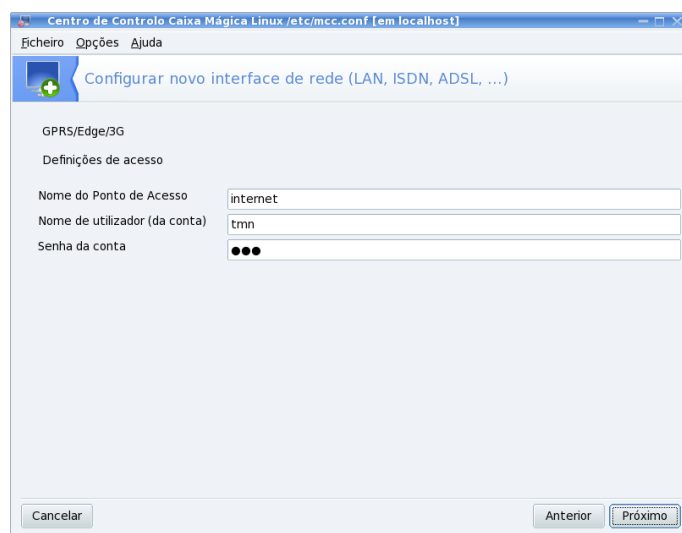 Centro de Controlo Caixa Mágica Linux /etc/mcc.conf [em localhost]
Ficheiro Opções Ajuda
Configurar novo interface de rede (LAN, ISDN, ADSL, ...)
GPRS/Edge/3G
Definições de acesso
Nome do Ponto de Acesso internet
Nome de utilizador (da conta) tmn
Senha da conta ●●●
Cancelar Anterior Próximo